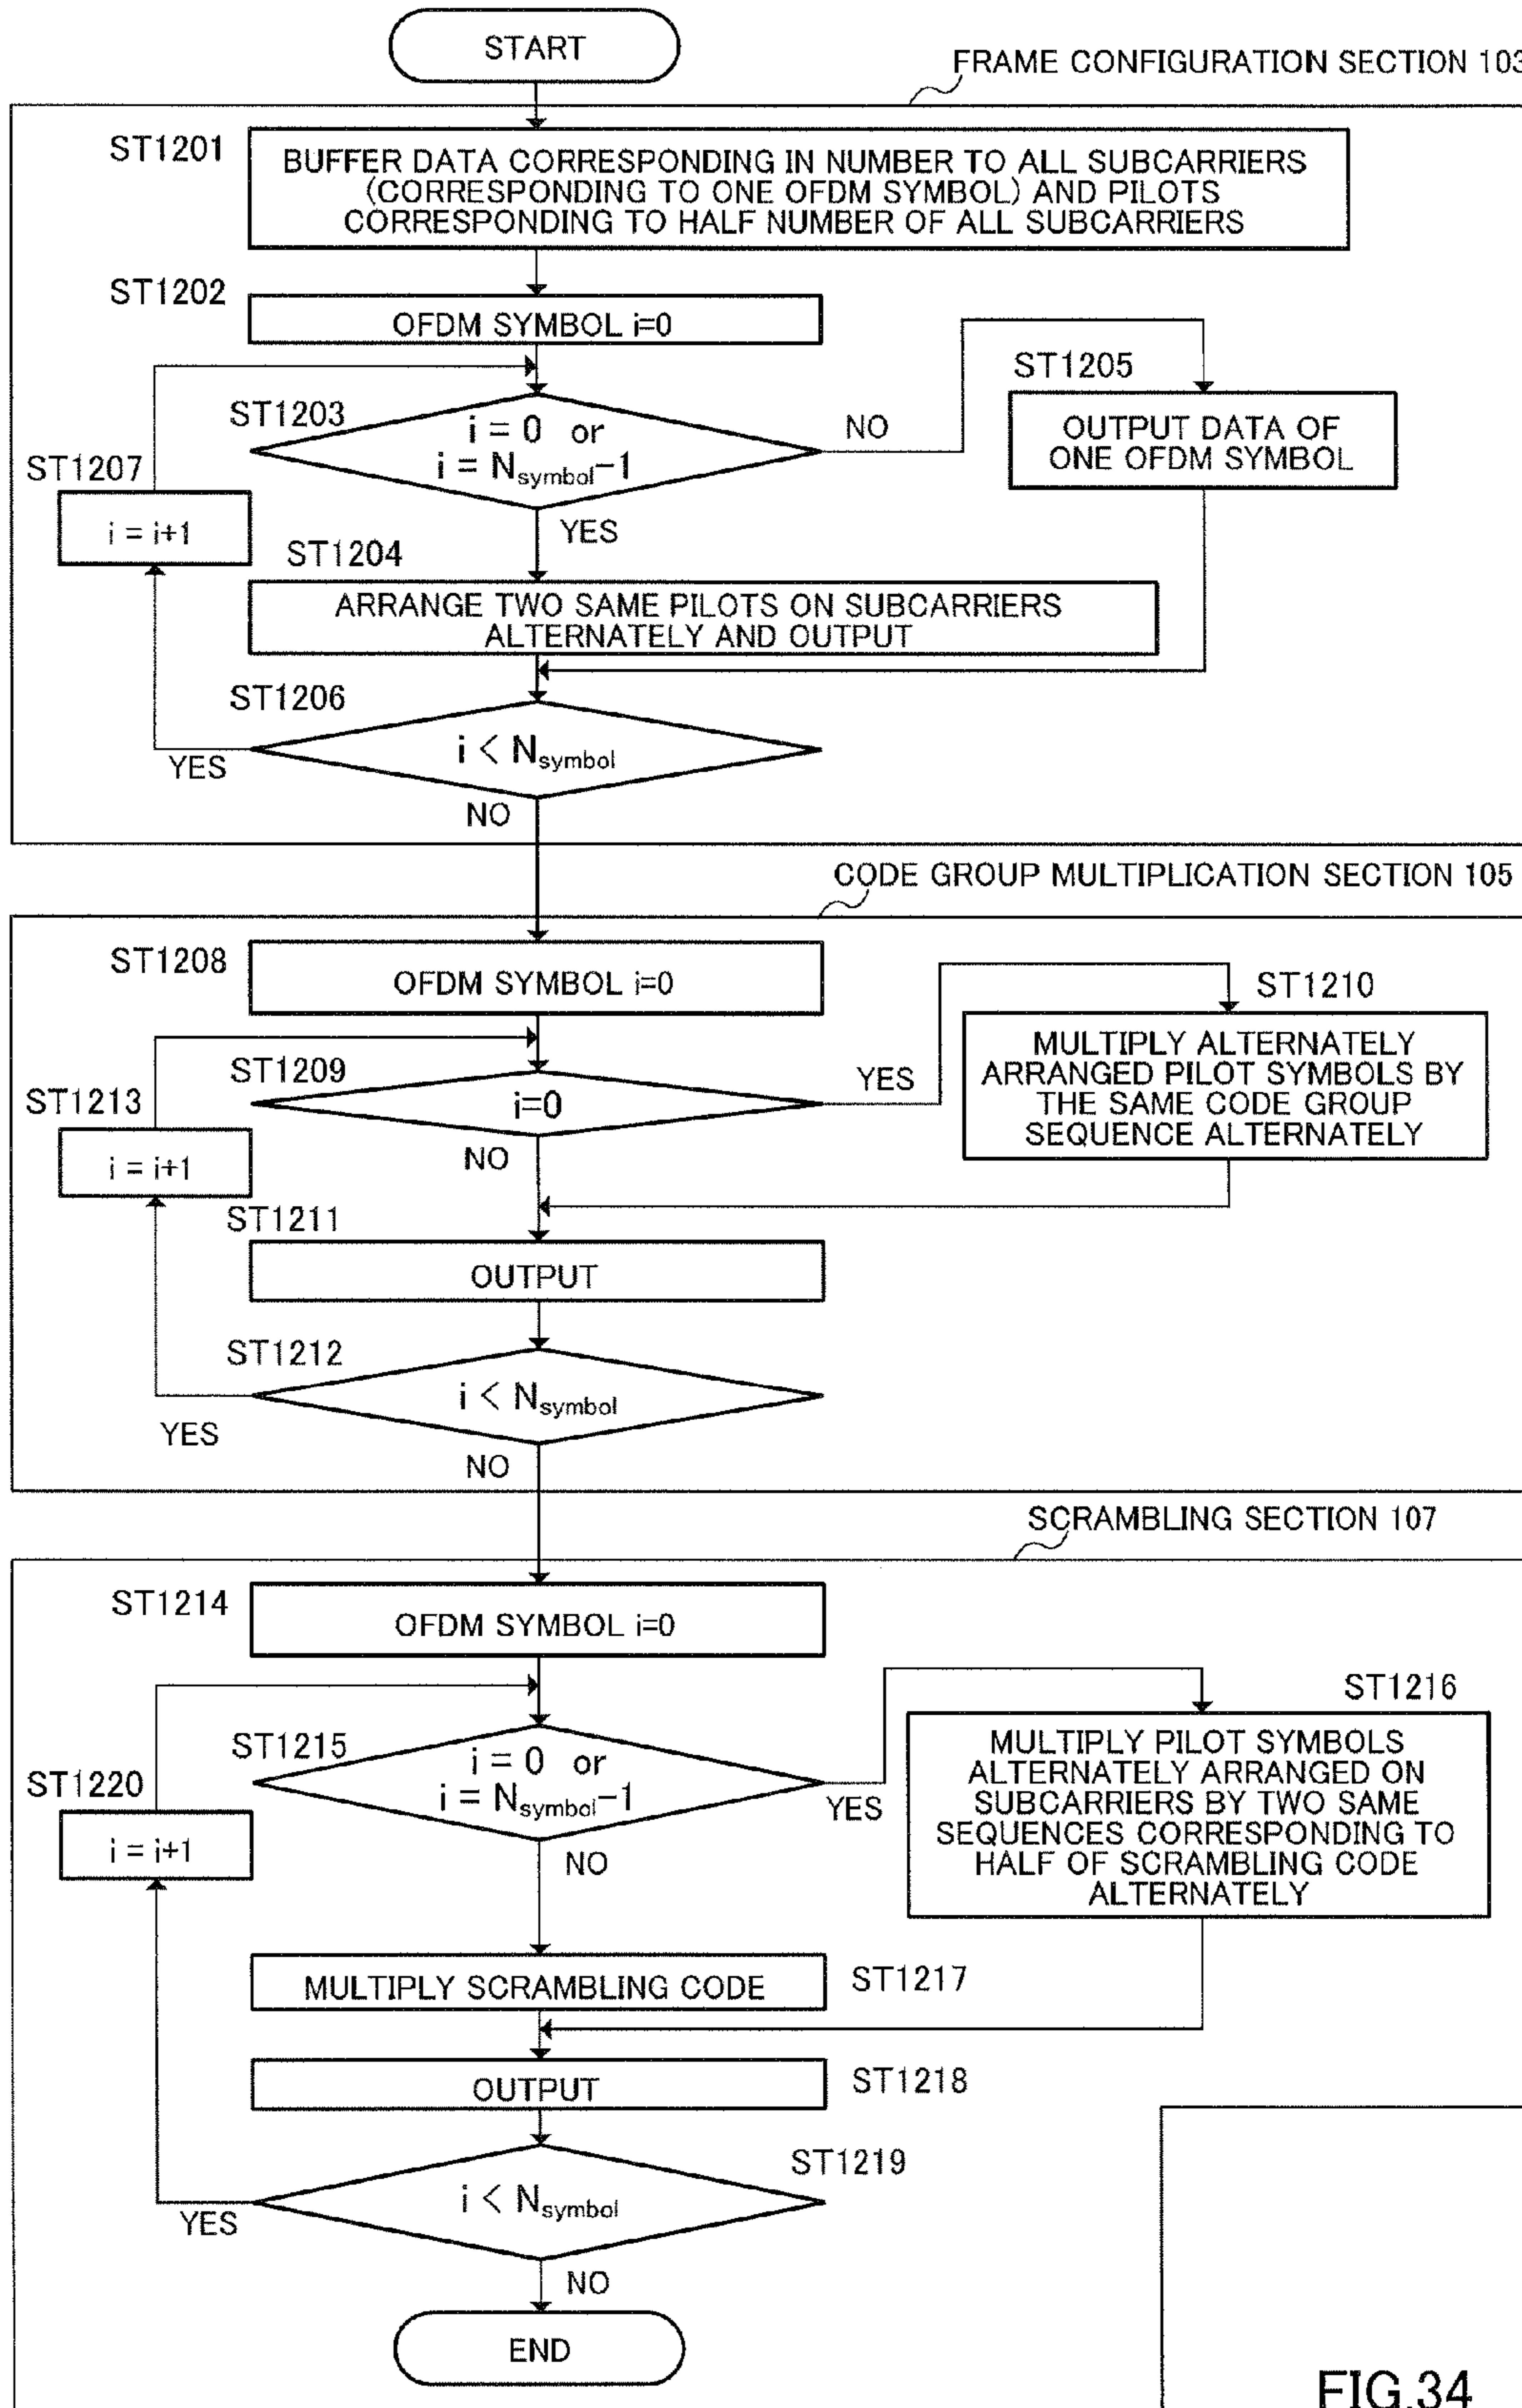 START
FRAME CONFIGURATION SECTION 103
ST1201
BUFFER DATA CORRESPONDING IN NUMBER TO ALL SUBCARRIERS
(CORRESPONDING TO ONE OFDM SYMBOL) AND PILOTS
CORRESPONDING TO HALF NUMBER OF ALL SUBCARRIERS
ST1202
OFDM SYMBOL i=0
ST1203
i = 0 or
i = Nsymbol-1
NO
ST1205
OUTPUT DATA OF
ONE OFDM SYMBOL
ST1207
i = i+1
YES
ST1204
ARRANGE TWO SAME PILOTS ON SUBCARRIERS
ALTERNATELY AND OUTPUT
ST1206
i < Nsymbol
YES
NO
CODE GROUP MULTIPLICATION SECTION 105
ST1208
OFDM SYMBOL i=0
ST1209
i=0
YES
ST1210
MULTIPLY ALTERNATELY
ARRANGED PILOT SYMBOLS BY
THE SAME CODE GROUP
SEQUENCE ALTERNATELY
ST1213
i = i+1
NO
ST1211
OUTPUT
ST1212
i < Nsymbol
YES
NO
SCRAMBLING SECTION 107
ST1214
OFDM SYMBOL i=0
ST1215
i = 0 or
i = Nsymbol-1
YES
ST1216
MULTIPLY PILOT SYMBOLS
ALTERNATELY ARRANGED ON
SUBCARRIERS BY TWO SAME
SEQUENCES CORRESPONDING TO
HALF OF SCRAMBLING CODE
ALTERNATELY
ST1220
i = i+1
NO
MULTIPLY SCRAMBLING CODE
ST1217
OUTPUT
ST1218
ST1219
i < Nsymbol
YES
NO
END
FIG.34